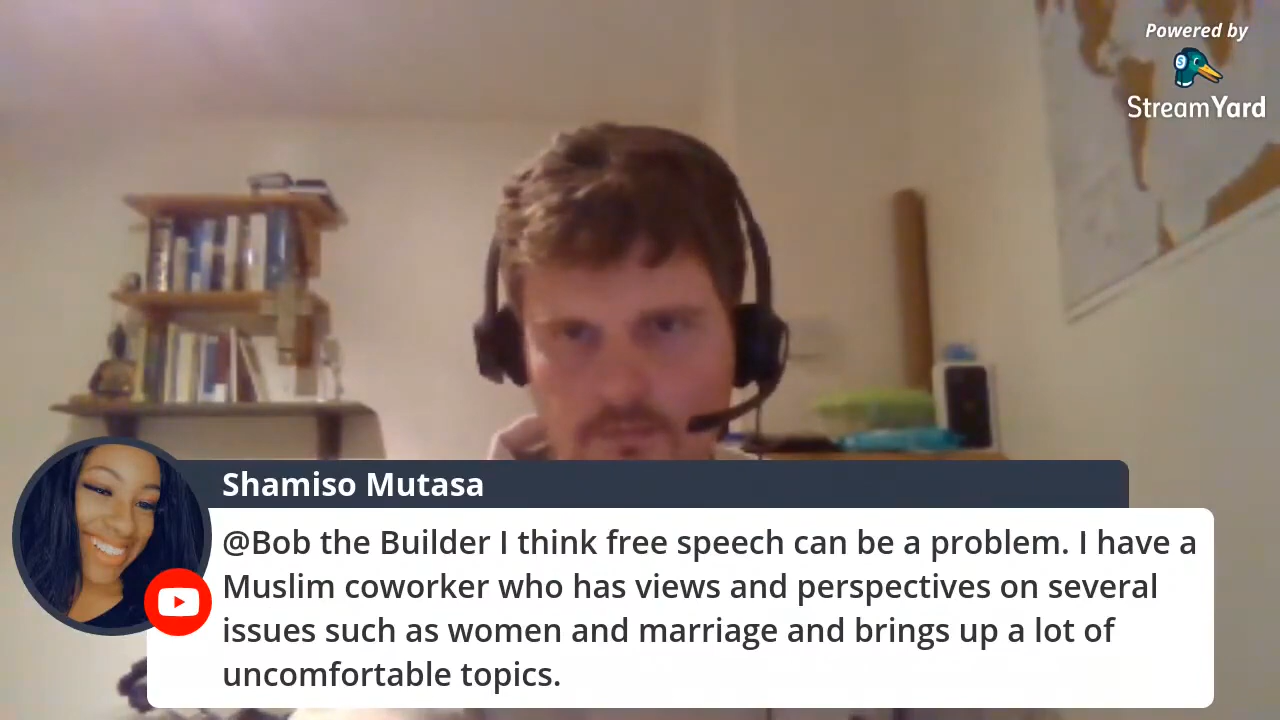 Powered by
StreamYard
Shamiso Mutasa
@Bob the Builder I think free speech can be a problem. I have a
Muslim coworker who has views and perspectives on several
issues such as women and marriage and brings up a lot of
uncomfortable topics.